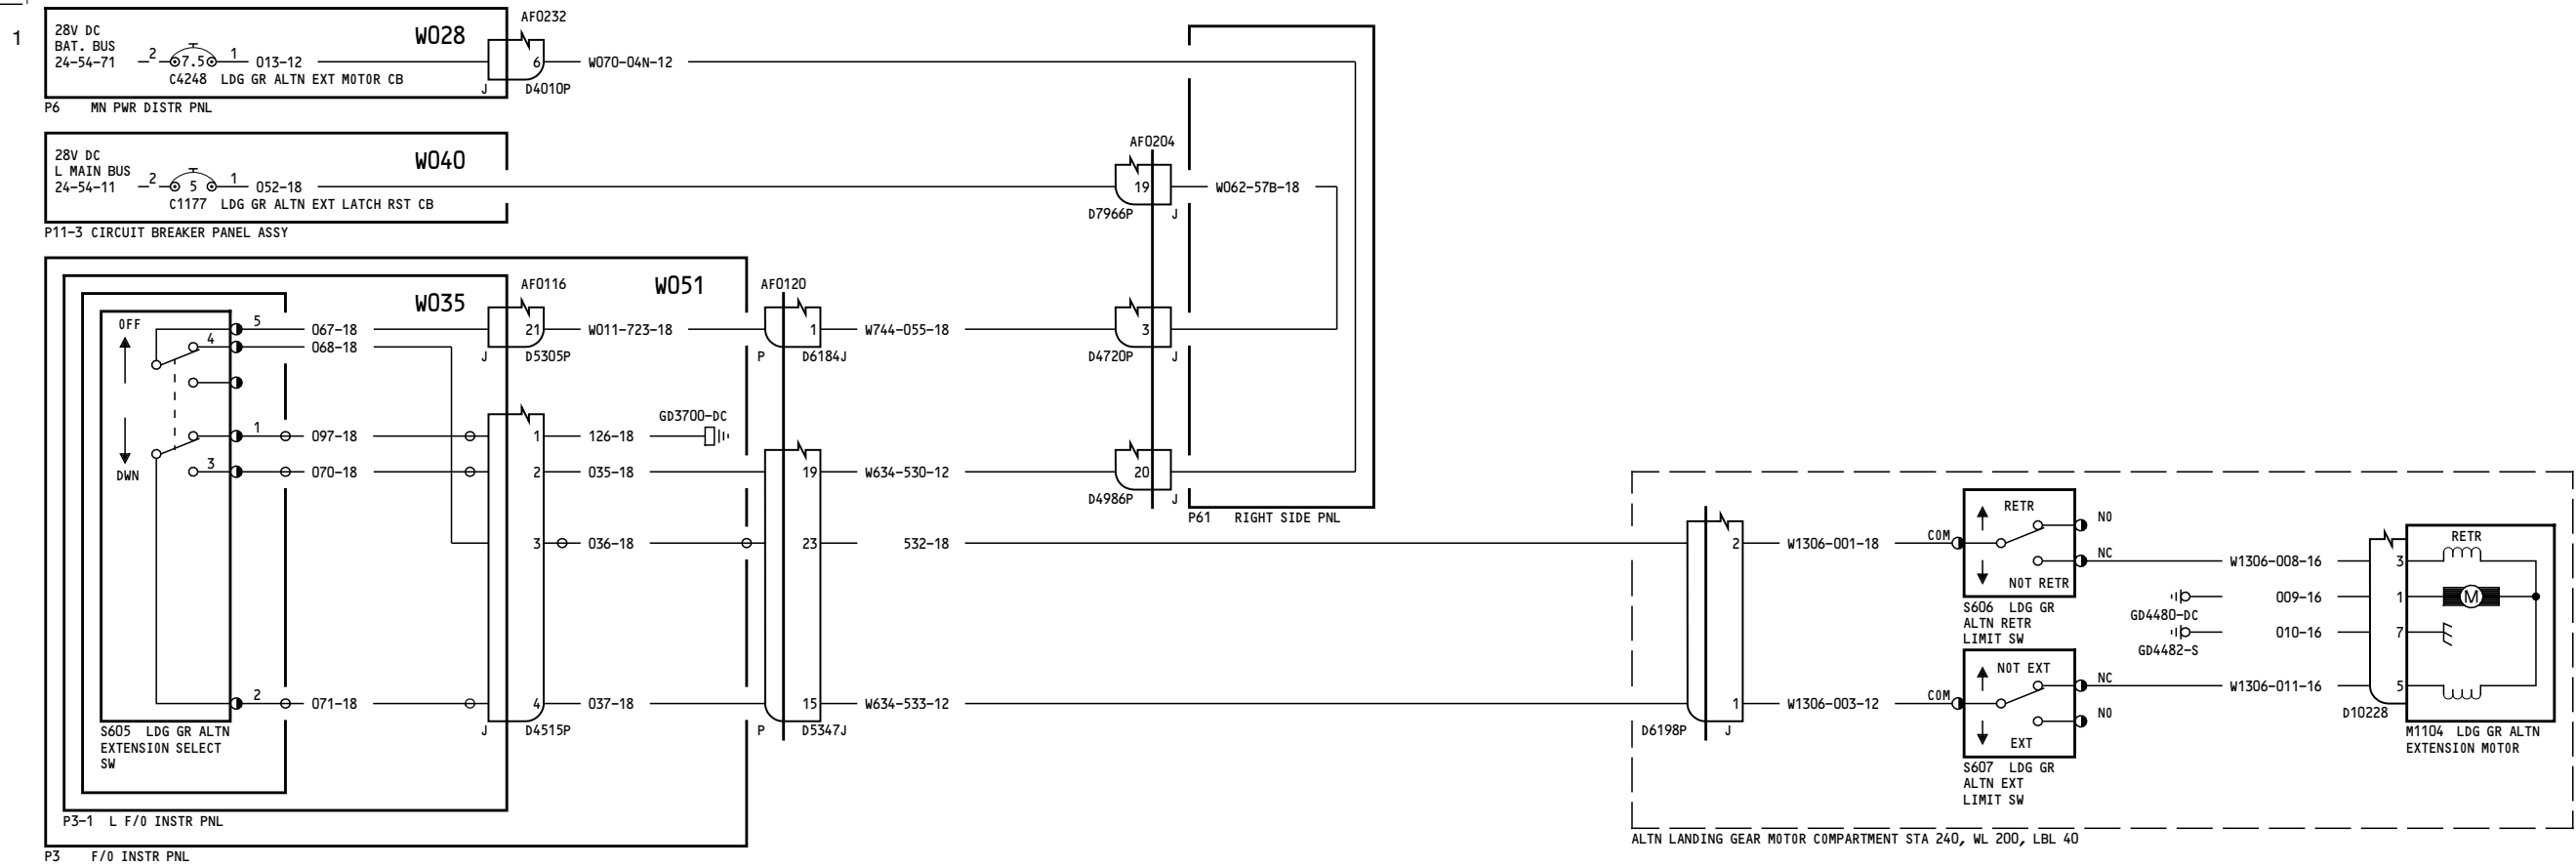 1
28V DC
BAT. BUS
24-54-71
2
7.5
1
013-12
C4248 LDG GR ALTN EXT MOTOR CB
W028
J
AF0232
6
D4010P
W070-04N-12
P6 MN PWR DISTR PNL
28V DC
L MAIN BUS
24-54-11
2
5
1
052-18
C1177 LDG GR ALTN EXT LATCH RST CB
W040
AF0204
19
D7966P
J
W062-57B-18
P11-3 CIRCUIT BREAKER PANEL ASSY
W035
W051
OFF
DWN
5
4
1
3
2
067-18
068-18
097-18
070-18
071-18
S605 LDG GR ALTN
EXTENSION SELECT
SW
AF0116
21
J
D5305P
W011-723-18
AF0120
1
P
D6184J
W744-055-18
3
D4720P
J
1
126-18
GD3700-DC
2
035-18
19
W634-530-12
20
D4986P
J
3
036-18
23
532-18
4
037-18
15
W634-533-12
J
D4515P
P
D5347J
P61 RIGHT SIDE PNL
P3-1 L F/O INSTR PNL
P3 F/O INSTR PNL
2
W1306-001-18
COM
1
W1306-003-12
COM
D6198P
J
RETR
NOT RETR
NO
NC
S606 LDG GR
ALTN RETR
LIMIT SW
NOT EXT
EXT
NC
NO
S607 LDG GR
ALTN EXT
LIMIT SW
W1306-008-16
3
009-16
1
GD4480-DC
010-16
7
GD4482-S
W1306-011-16
5
D10228
RETR
M
M1104 LDG GR ALTN
EXTENSION MOTOR
ALTN LANDING GEAR MOTOR COMPARTMENT STA 240, WL 200, LBL 40